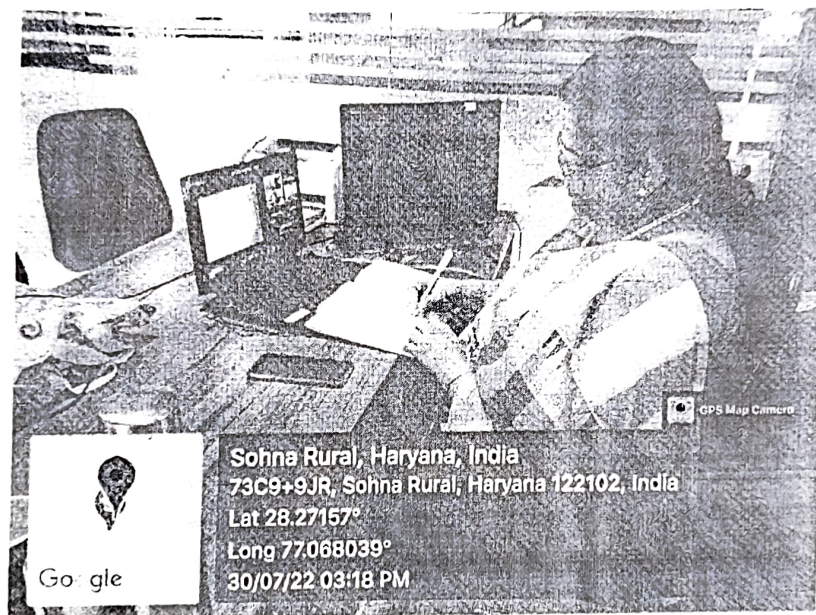 GPS Map Camera
Sohna Rural, Haryana, India
73C9+9JR, Sohna Rural, Haryana 122102, India
Lat 28.27157°
Long 77.068039°
30/07/22 03:18 PM
Google